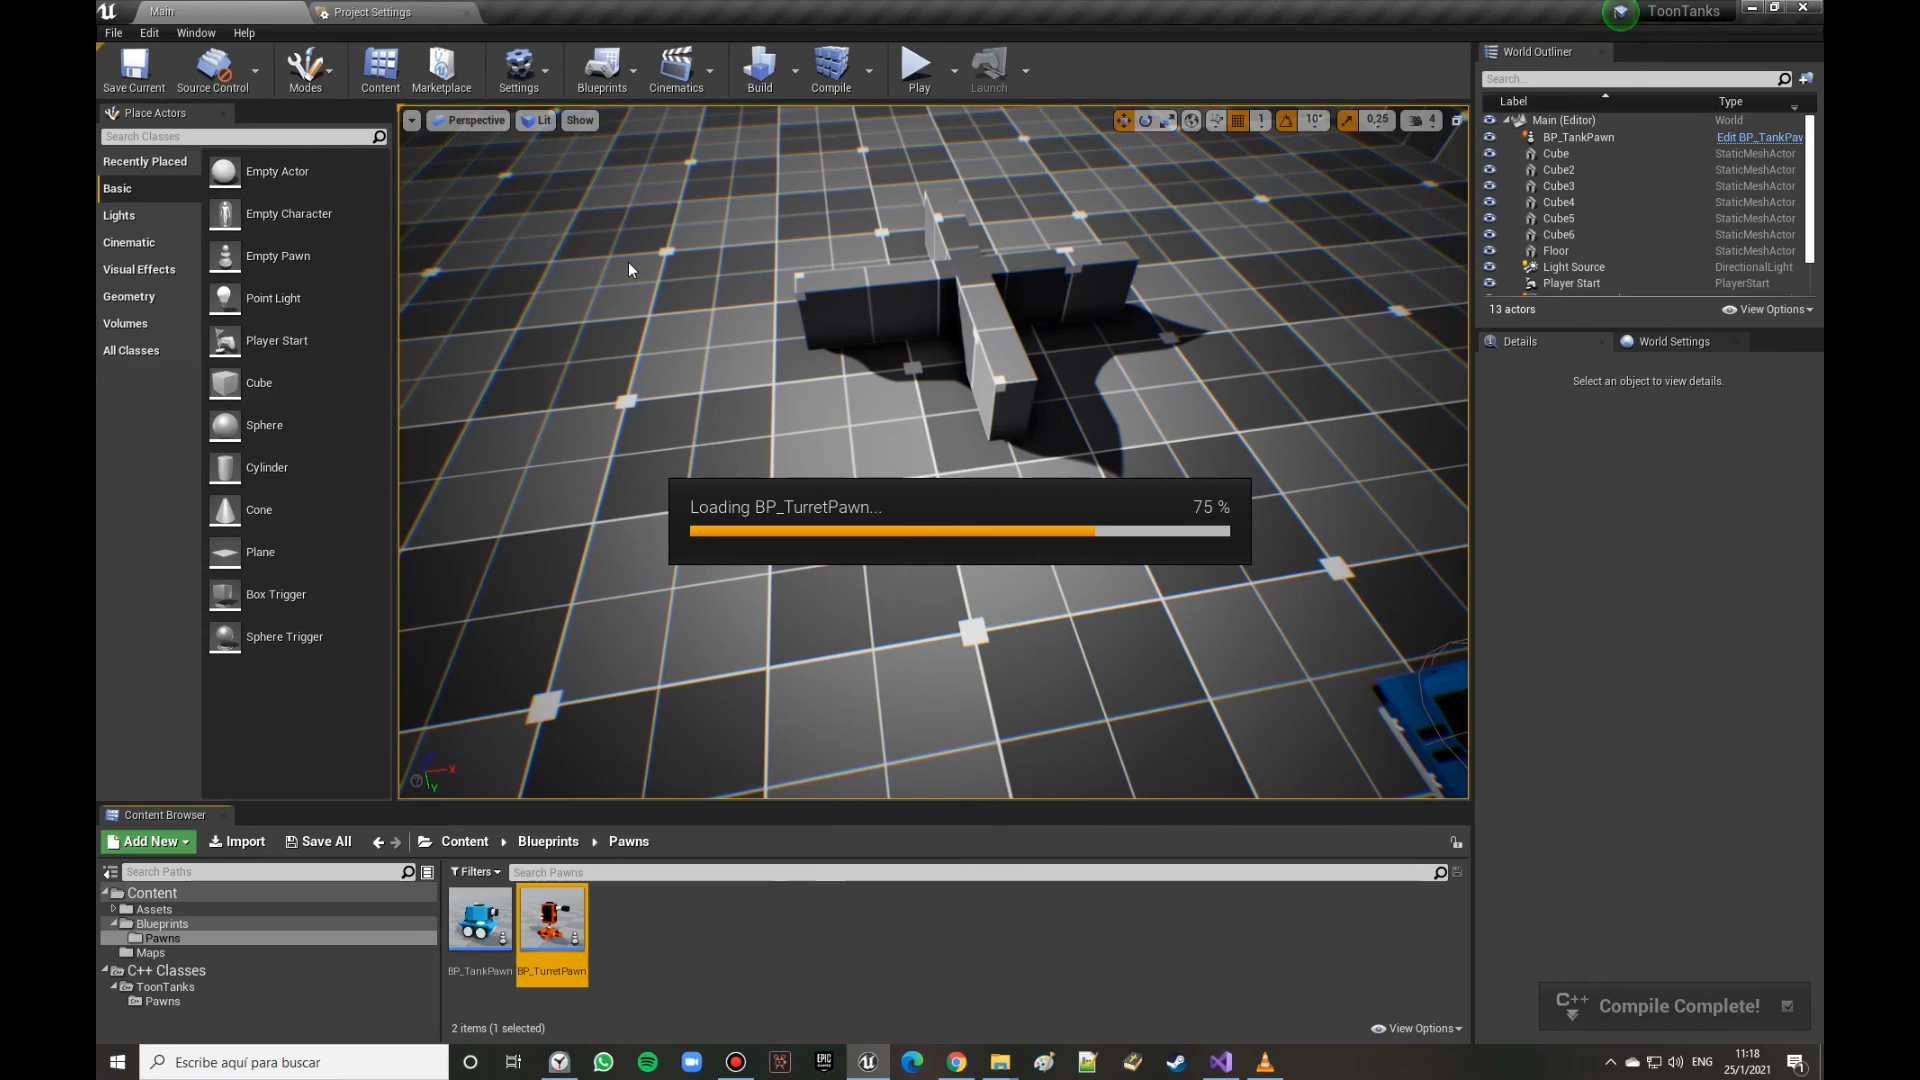 Main
Project Settings
ToonTanks
File Edit Window Help
Save Current
Source Control
Modes
Content
Marketplace
Settings
Blueprints
Cinematics
Build
Compile
Play
Launch
World Outliner
Search...
Label Type
Main (Editor) World
BP_TankPawn Edit BP_TankPav
Cube StaticMeshActor
Cube2 StaticMeshActor
Cube3 StaticMeshActor
Cube4 StaticMeshActor
Cube5 StaticMeshActor
Cube6 StaticMeshActor
Floor StaticMeshActor
Light Source DirectionalLight
Player Start PlayerStart
13 actors View Options
Details
World Settings
Select an object to view details.
Place Actors
Search Classes
Recently Placed
Basic
Lights
Cinematic
Visual Effects
Geometry
Volumes
All Classes
Empty Actor
Empty Character
Empty Pawn
Point Light
Player Start
Cube
Sphere
Cylinder
Cone
Plane
Box Trigger
Sphere Trigger
Perspective Lit Show
1 10° 0,25 4
Loading BP_TurretPawn... 75 %
X
Y
Content Browser
Add New Import Save All Content Blueprints Pawns
Search Paths
Filters Search Pawns
Content
Assets
Blueprints
Pawns
Maps
C++ Classes
ToonTanks
Pawns
BP_TankPawn BP_TurretPawn
2 items (1 selected) View Options
C++ Compile Complete!
Escribe aquí para buscar
EPIC GAMES
ENG
11:18
25/1/2021
1